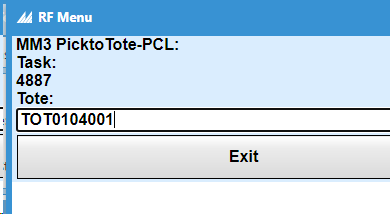 RF Menu
MM3 PicktoTote-PCL:
Task:
4887
Tote:
TOT0104001
Exit